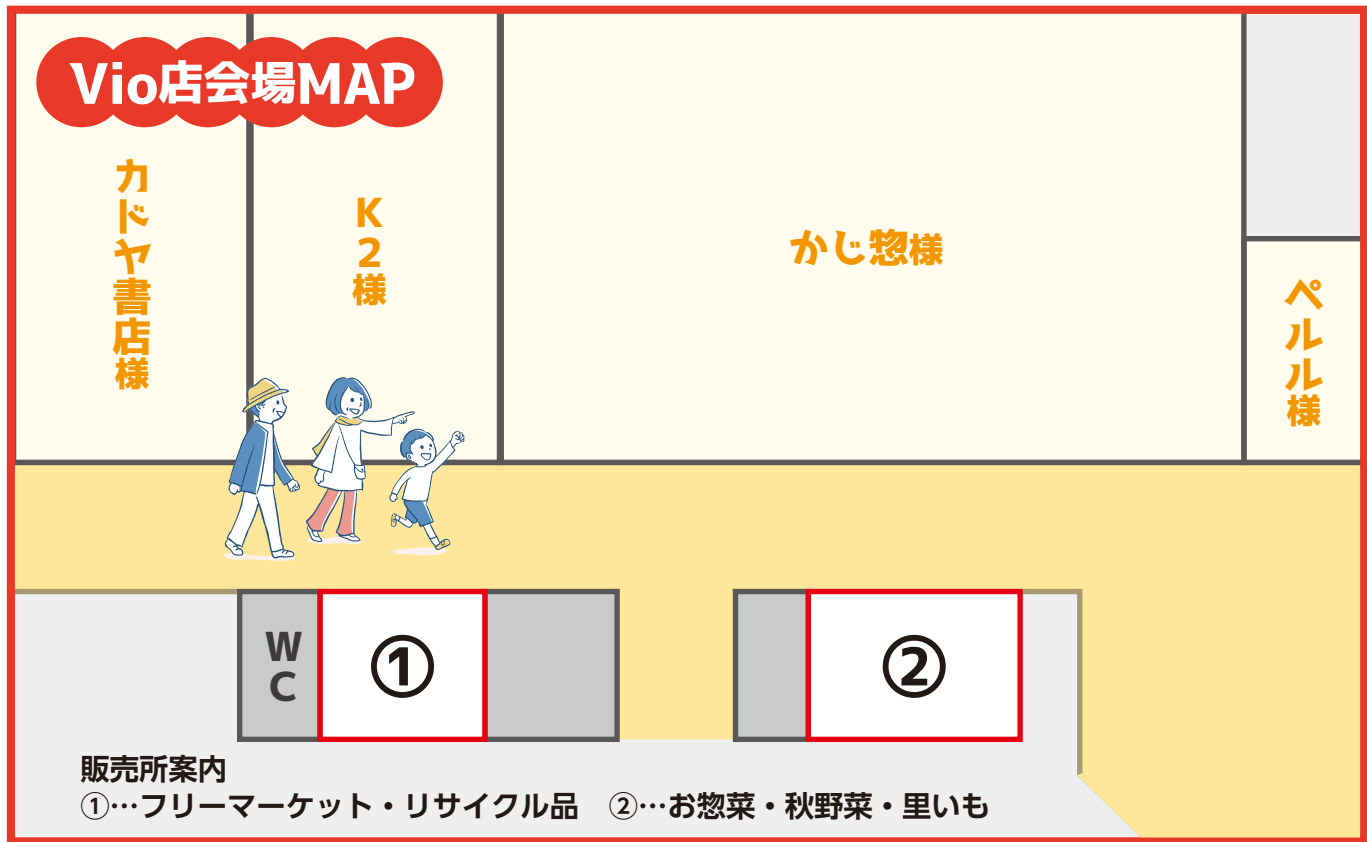 Vio店会場MAP
カドヤ書店様
K2様
かじ惣様
ペルル様
WC
①
②
販売所案内
①…フリーマーケット・リサイクル品　②…お惣菜・秋野菜・里いも